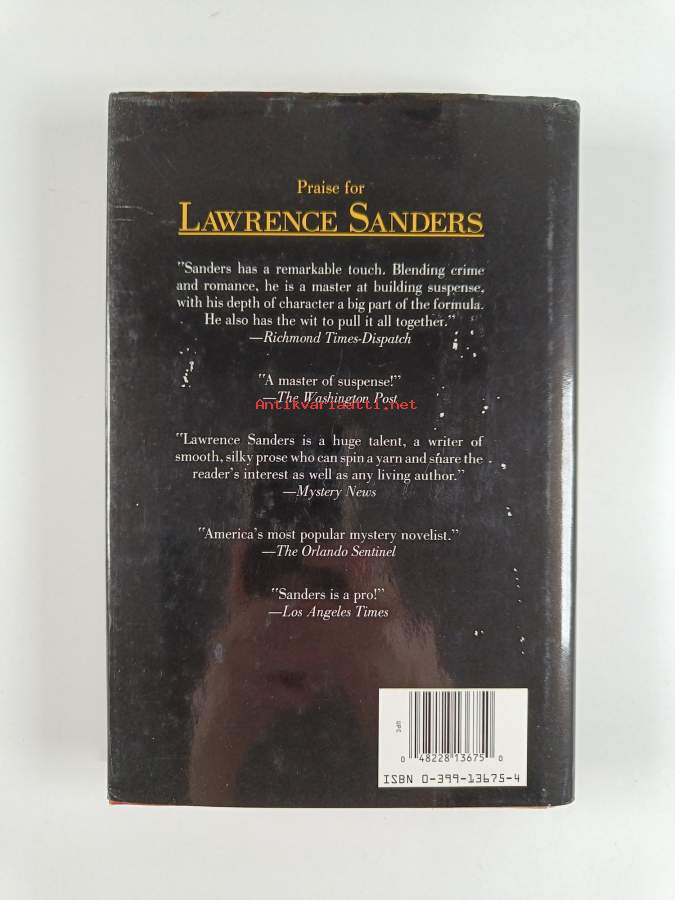 Praise for
LAWRENCE SANDERS
"Sanders has a remarkable touch. Blending crime
and romance, he is a master at building suspense,
with his depth of character a big part of the formula.
He also has the wit to pull it all together."
—Richmond Times-Dispatch
"A master of suspense!"
—The Washington Post
Antikvariaatti.net
"Lawrence Sanders is a huge talent, a writer of
smooth, silky prose who can spin a yarn and snare the
reader's interest as well as any living author."
—Mystery News
"America's most popular mystery novelist."
—The Orlando Sentinel
"Sanders is a pro!"
—Los Angeles Times
UPC
0 48228 13675 0
ISBN 0-399-13675-4